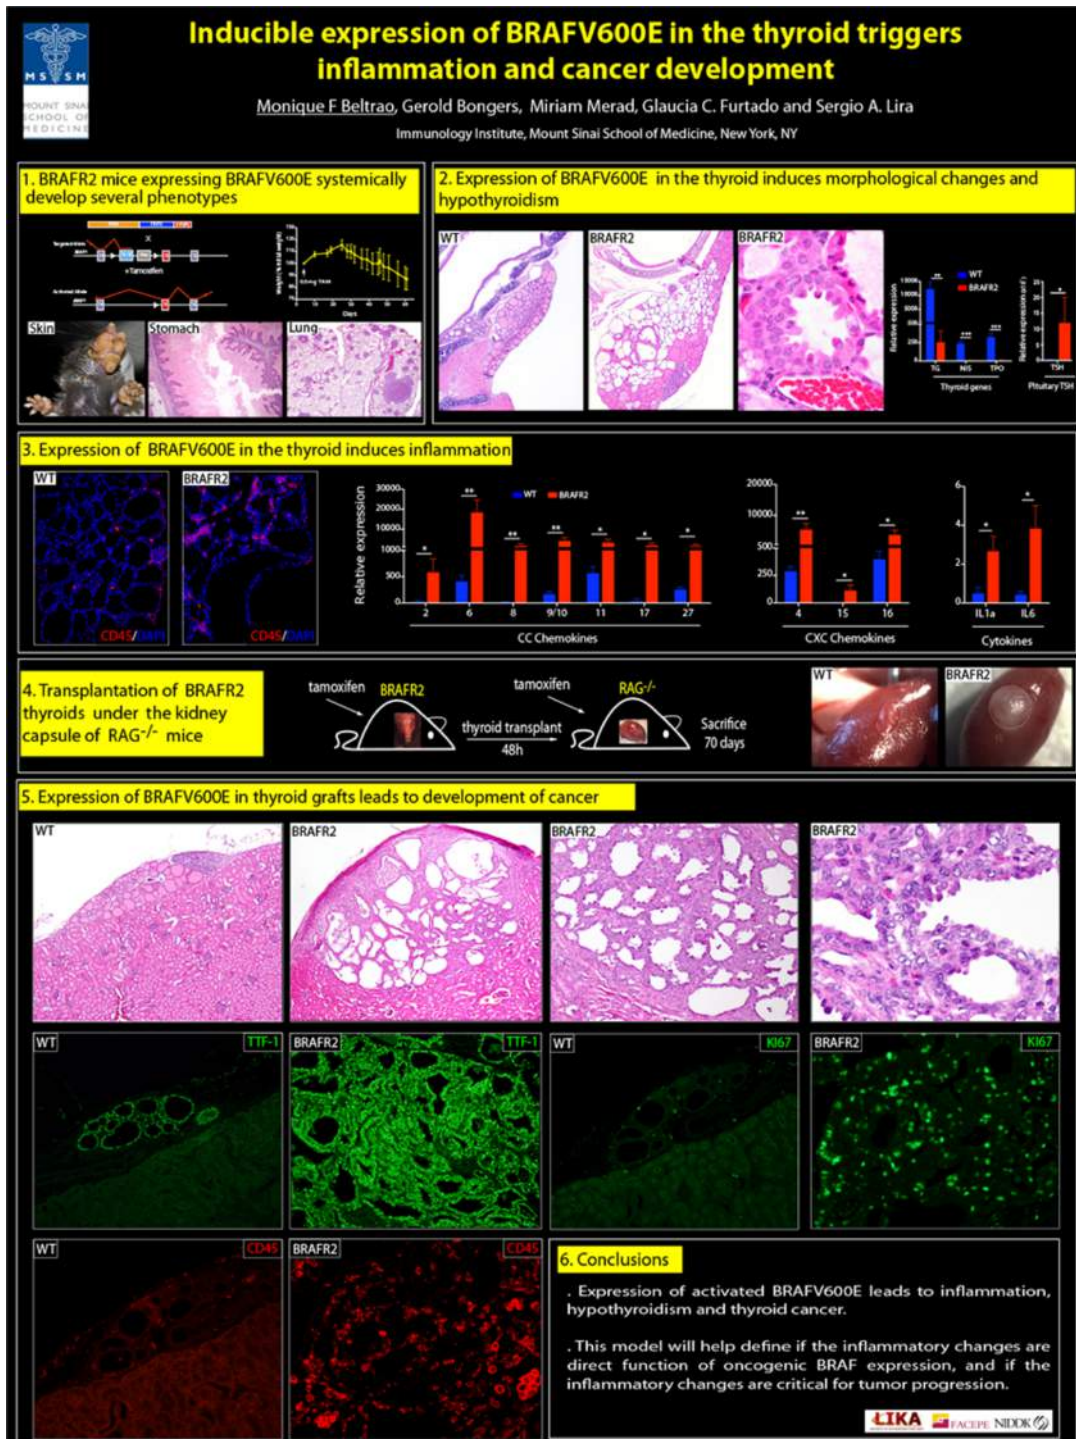 MSSM
MOUNT SINAI
SCHOOL OF
MEDICINE
Inducible expression of BRAFV600E in the thyroid triggers
inflammation and cancer development
Monique F Beltrao, Gerold Bongers, Miriam Merad, Glaucia C. Furtado and Sergio A. Lira
Immunology Institute, Mount Sinai School of Medicine, New York, NY
1. BRAFR2 mice expressing BRAFV600E systemically
develop several phenotypes
X
+Tamoxifen
Days
Skin
Stomach
Lung
2. Expression of BRAFV600E in the thyroid induces morphological changes and
hypothyroidism
WT
BRAFR2
BRAFR2
Relative expression
WT
BRAFR2
** *** ***
TG NIS TPO
Thyroid genes
25
20
15
10
5
0
*
TSH
Pituitary TSH
3. Expression of BRAFV600E in the thyroid induces inflammation
WT
CD45/DAPI
BRAFR2
CD45/DAPI
Relative expression
30000
20000
10000
1000
500
0
WT
BRAFR2
* ** ** ** * * *
2 6 8 9/10 11 17 27
CC Chemokines
20000
10000
500
250
0
** * *
4 15 16
CXC Chemokines
6
4
2
0
* *
IL1a IL6
Cytokines
4. Transplantation of BRAFR2
thyroids under the kidney
capsule of RAG-/- mice
tamoxifen
BRAFR2
thyroid transplant
48h
tamoxifen
RAG-/-
Sacrifice
70 days
WT
BRAFR2
5. Expression of BRAFV600E in thyroid grafts leads to development of cancer
WT
BRAFR2
BRAFR2
BRAFR2
WT
TTF-1
BRAFR2
TTF-1
WT
KI67
BRAFR2
KI67
WT
CD45
BRAFR2
CD45
6. Conclusions
. Expression of activated BRAFV600E leads to inflammation,
hypothyroidism and thyroid cancer.
. This model will help define if the inflammatory changes are
direct function of oncogenic BRAF expression, and if the
inflammatory changes are critical for tumor progression.
LIKA
FACEPE
NIDDK